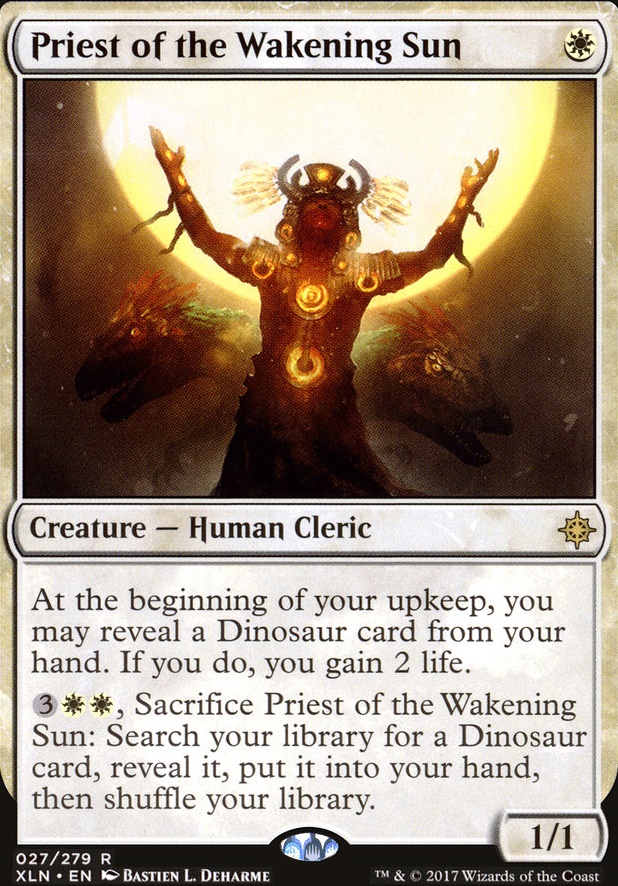 Priest of the Wakening Sun
Creature — Human Cleric
At the beginning of your upkeep, you
may reveal a Dinosaur card from your
hand. If you do, you gain 2 life.
3, Sacrifice Priest of the Wakening
Sun: Search your library for a Dinosaur
card, reveal it, put it into your hand,
then shuffle your library.
1/1
027/279 R
XLN • EN Bastien L. Deharme
™ & © 2017 Wizards of the Coast